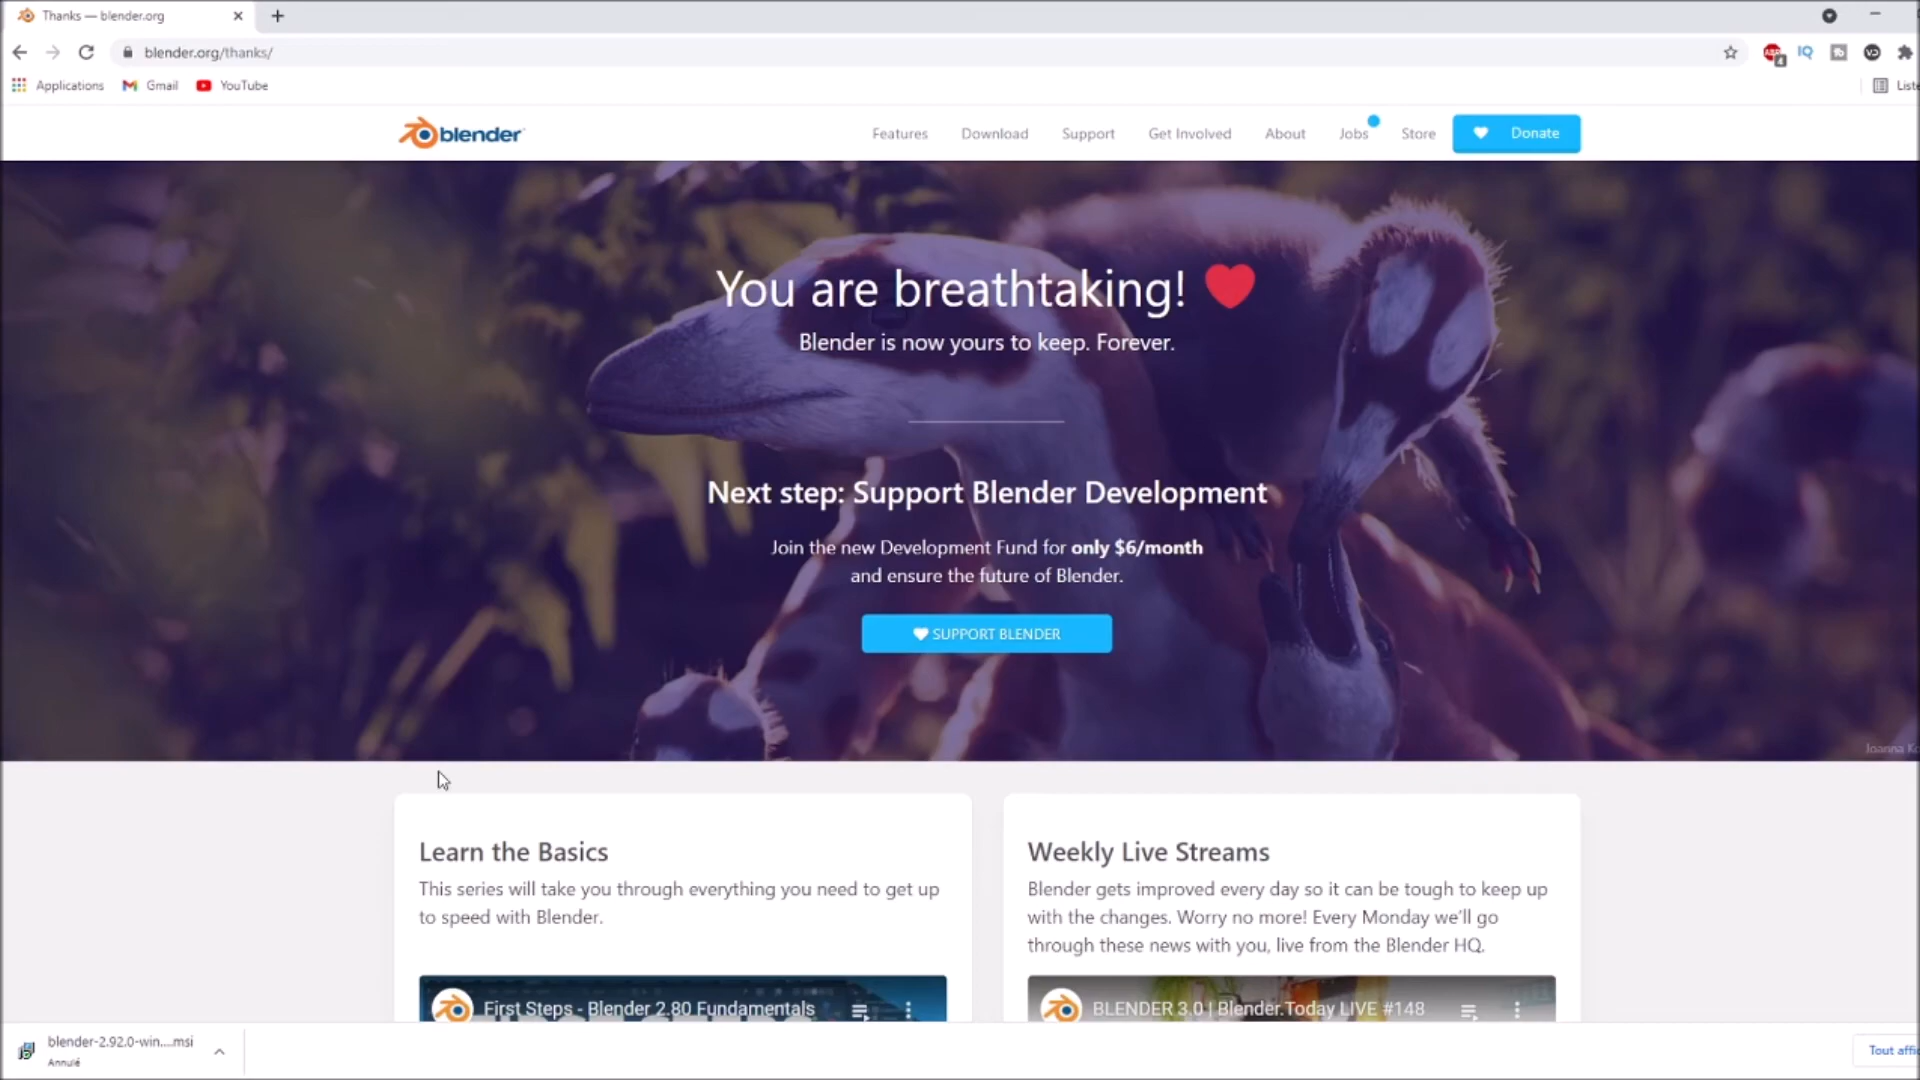 Thanks — blender.org
blender.org/thanks/
Applications Gmail YouTube
blender
Features Download Support Get Involved About Jobs Store Donate
You are breathtaking!
Blender is now yours to keep. Forever.
Next step: Support Blender Development
Join the new Development Fund for only $6/month
and ensure the future of Blender.
SUPPORT BLENDER
Joanna
Learn the Basics
This series will take you through everything you need to get up
to speed with Blender.
First Steps - Blender 2.80 Fundamentals
Weekly Live Streams
Blender gets improved every day so it can be tough to keep up
with the changes. Worry no more! Every Monday we’ll go
through these news with you, live from the Blender HQ.
BLENDER 3.0 | Blender.Today LIVE #148
blender-2.92.0-win....msi
Annulé
Tout